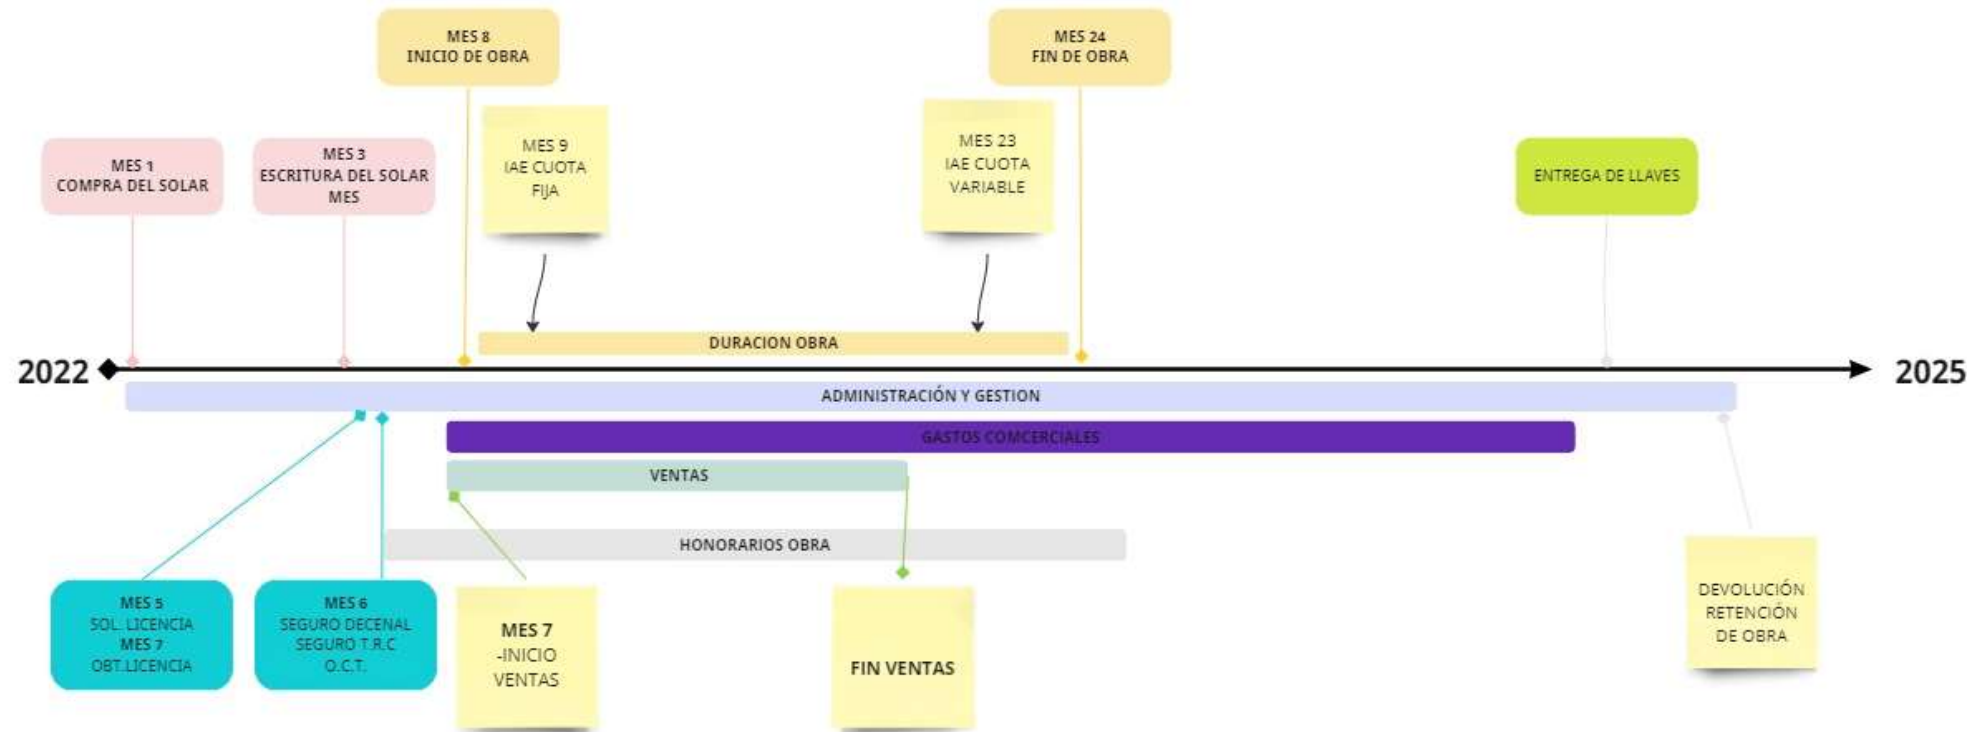 MES 8
INICIO DE OBRA
MES 24
FIN DE OBRA
MES 1
COMPRA DEL SOLAR
MES 3
ESCRITURA DEL SOLAR
MES
MES 9
IAE CUOTA
FIJA
MES 23
IAE CUOTA
VARIABLE
ENTREGA DE LLAVES
DURACION OBRA
2022
2025
ADMINISTRACIÓN Y GESTION
GASTOS COMCERCIALES
VENTAS
HONORARIOS OBRA
MES 5
SOL. LICENCIA
MES 7
OBT.LICENCIA
MES 6
SEGURO DECENAL
SEGURO T.R.C
O.C.T.
MES 7
-INICIO
VENTAS
FIN VENTAS
DEVOLUCIÓN
RETENCIÓN
DE OBRA